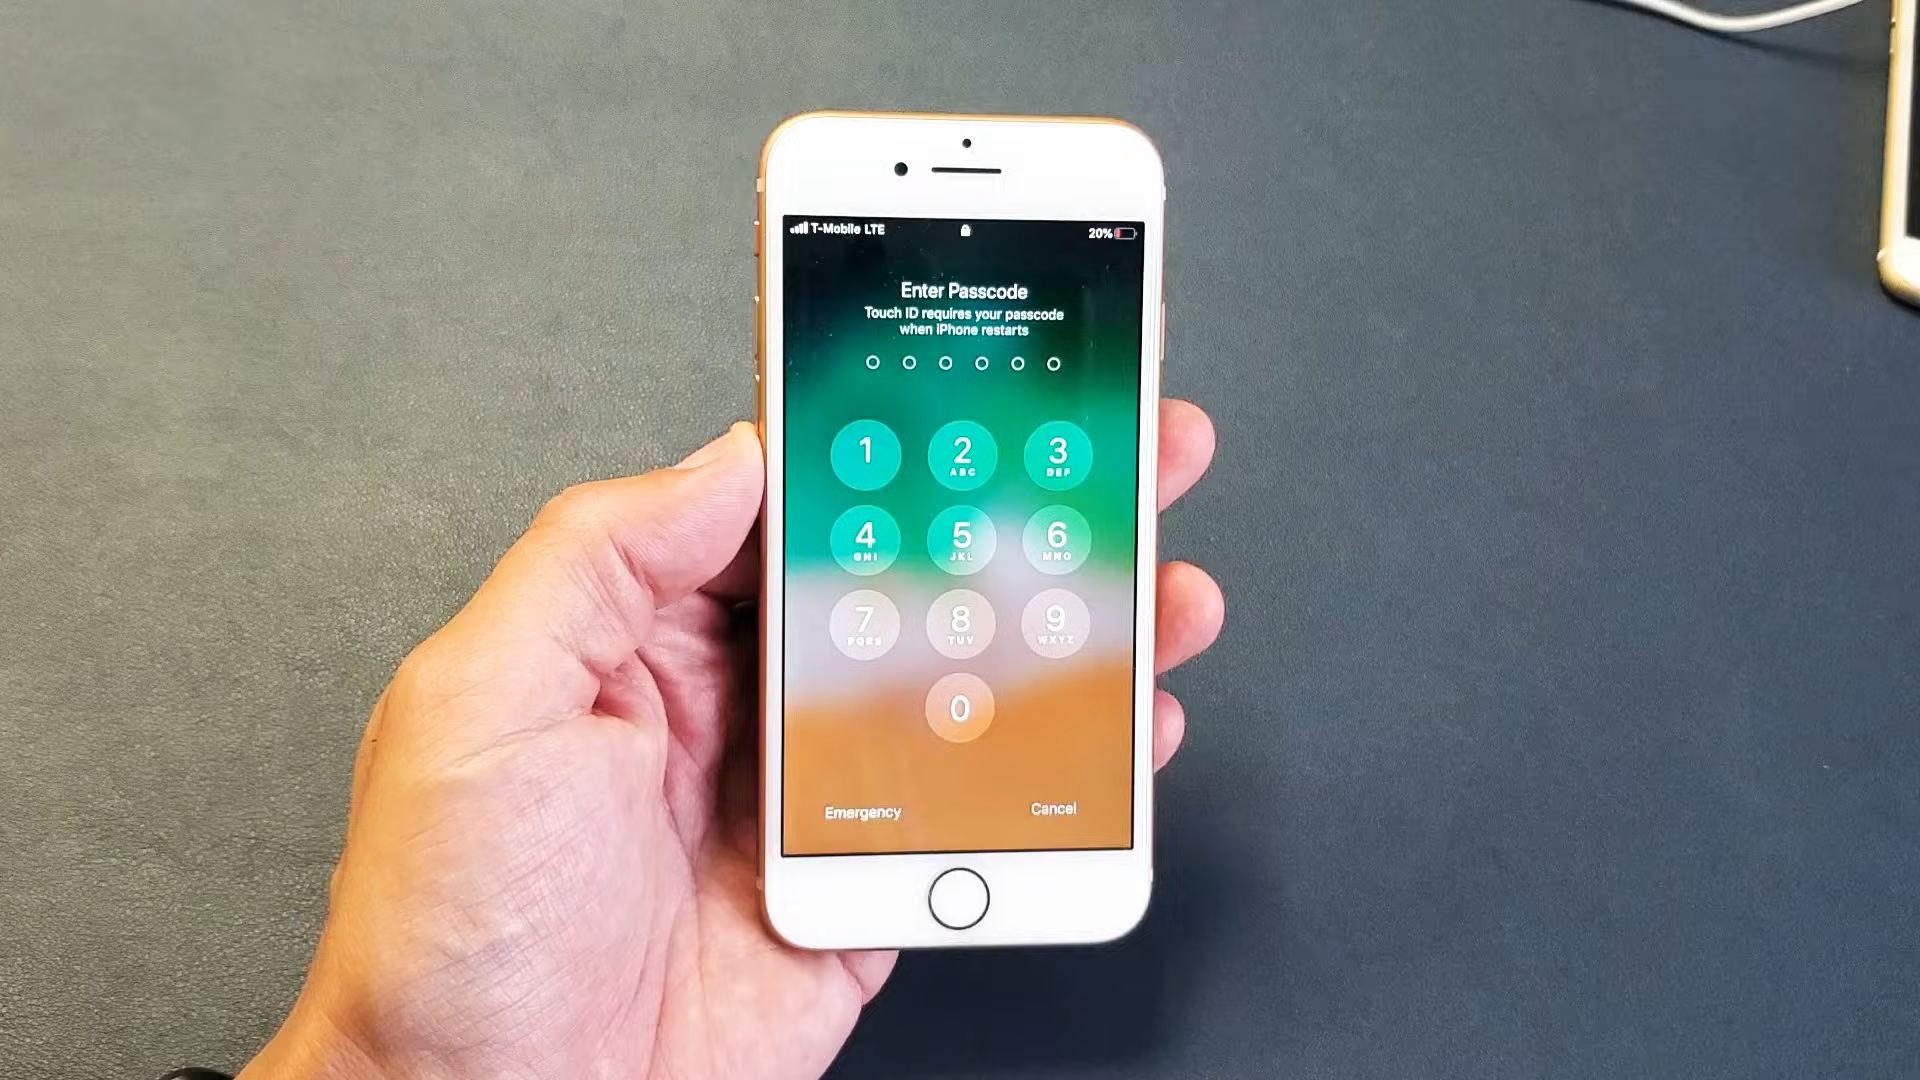 T-Mobile LTE
20%
Enter Passcode
Touch ID requires your passcode
when iPhone restarts
1 2 3
ABC DEF
4 5 6
GHI JKL MNO
7 8 9
PQRS TUV WXYZ
0
Emergency Cancel